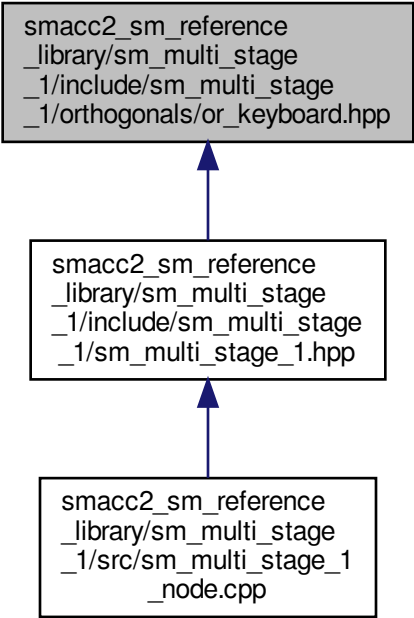 smacc2_sm_reference
_library/sm_multi_stage
_1/include/sm_multi_stage
_1/orthogonals/or_keyboard.hpp
smacc2_sm_reference
_library/sm_multi_stage
_1/include/sm_multi_stage
_1/sm_multi_stage_1.hpp
smacc2_sm_reference
_library/sm_multi_stage
_1/src/sm_multi_stage_1
_node.cpp